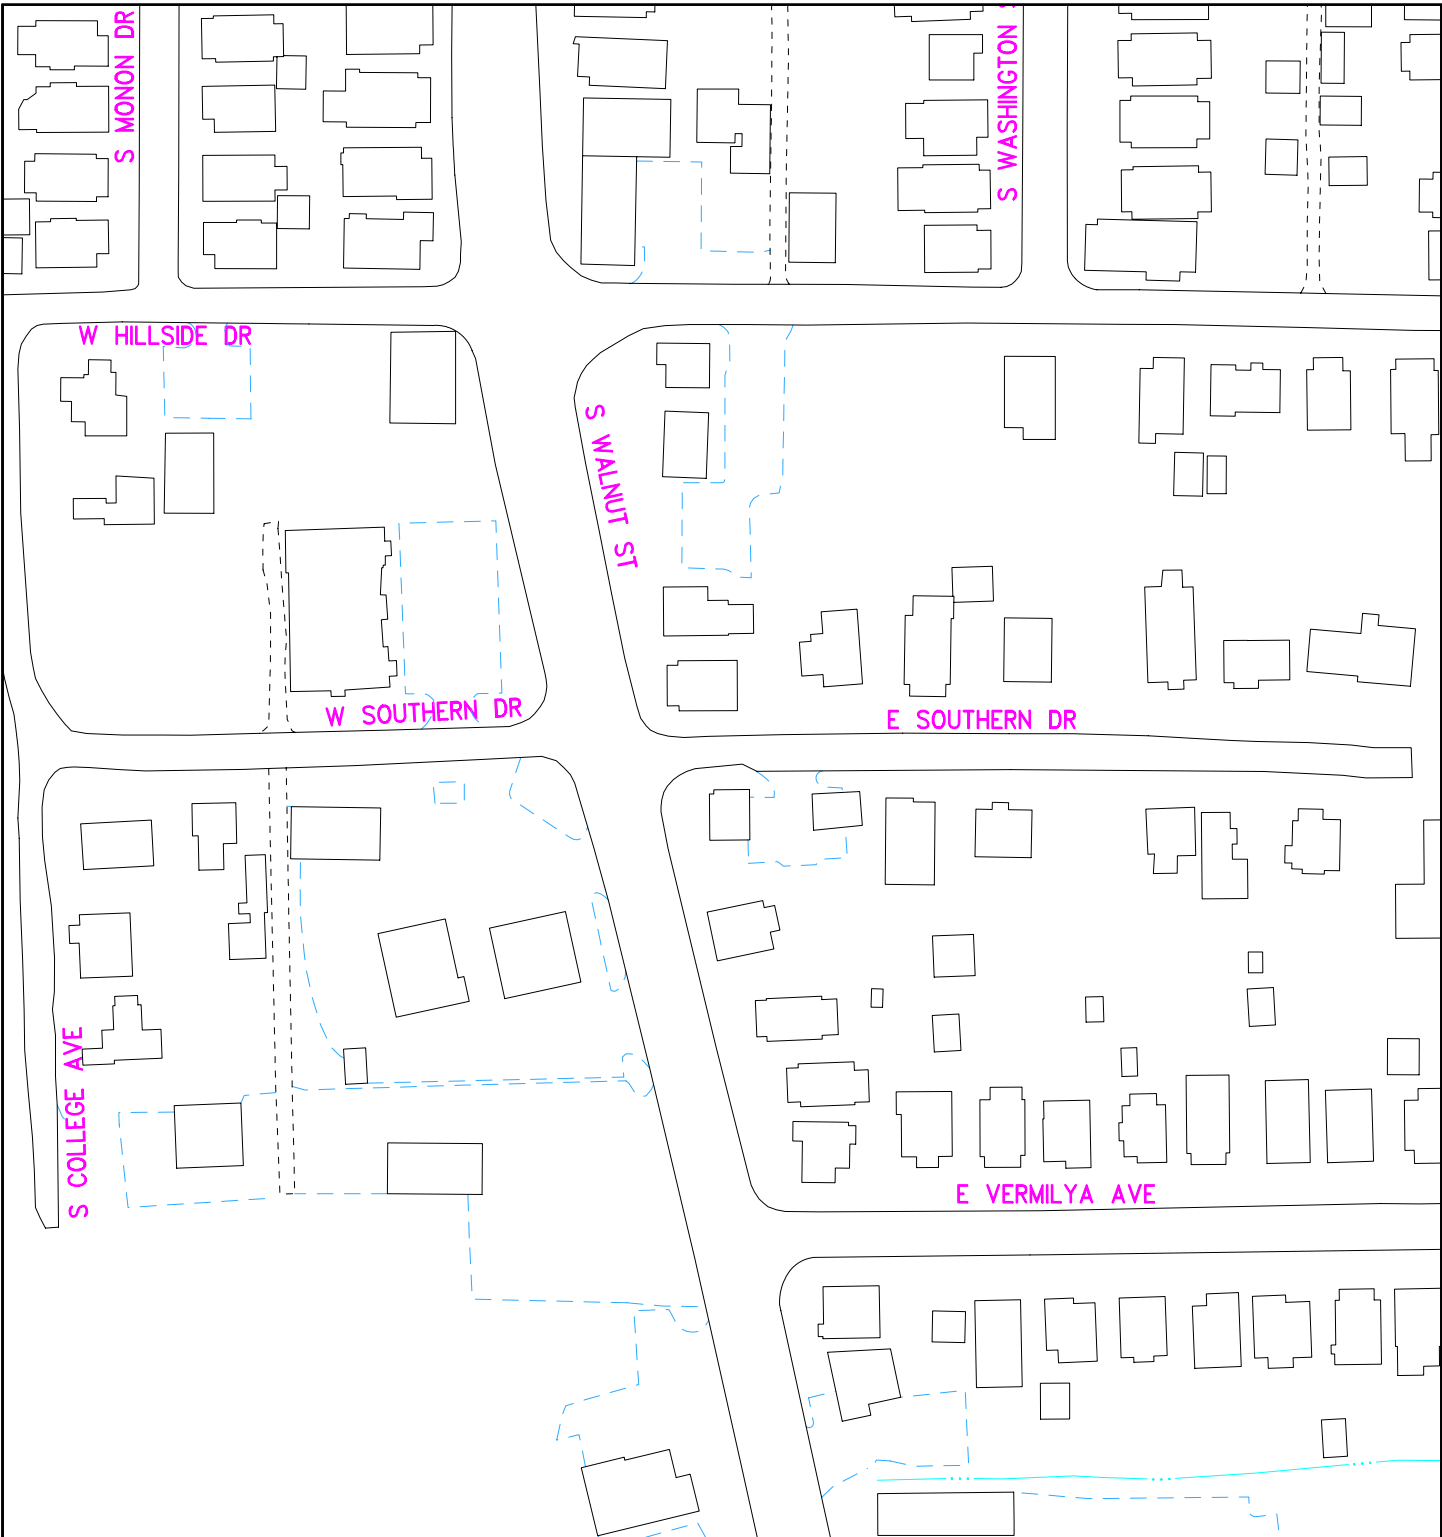 S MONON DR
S WASHINGTON S
W HILLSIDE DR
S WALNUT ST
W SOUTHERN DR
E SOUTHERN DR
S COLLEGE AVE
E VERMILYA AVE